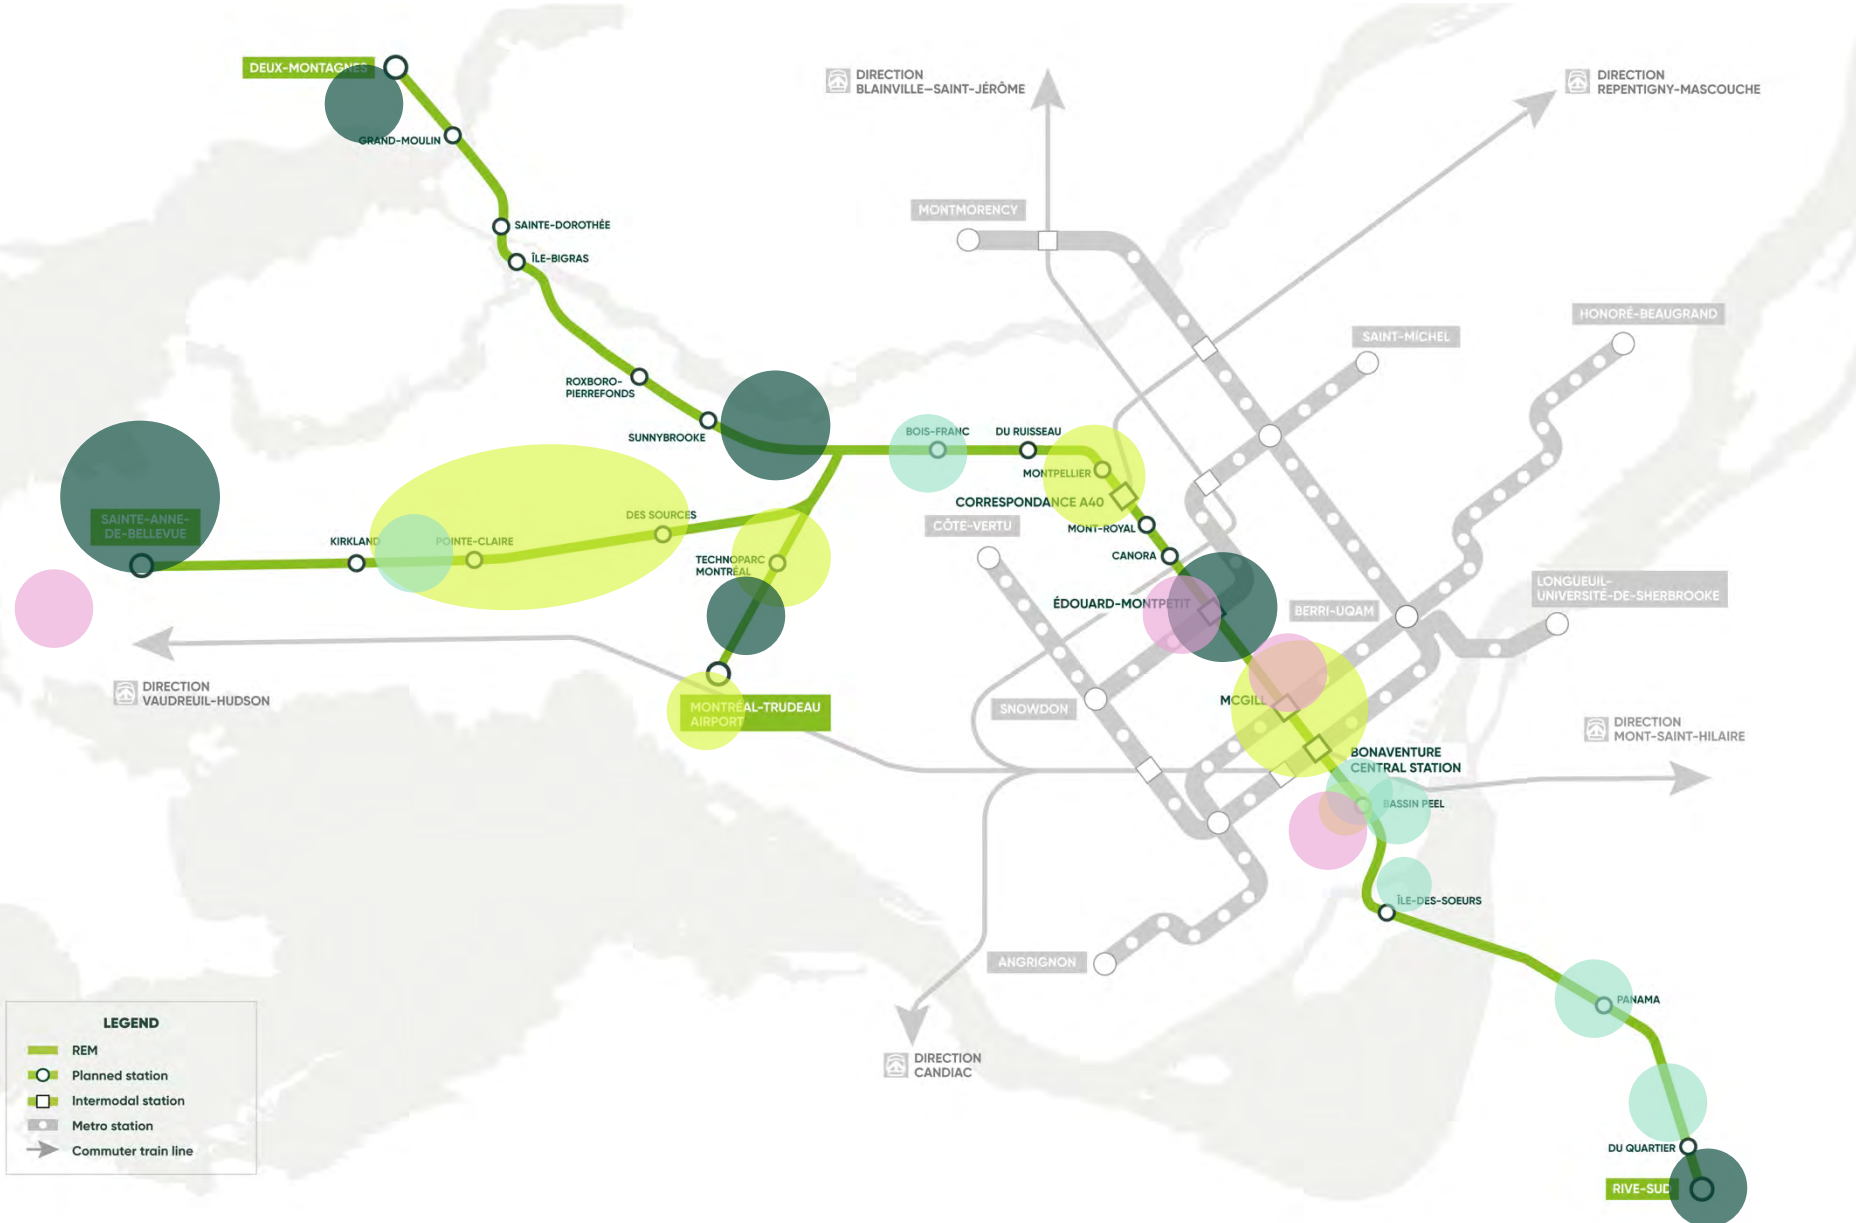 DEUX-MONTAGNES
GRAND-MOULIN
SAINTE-DOROTHÉE
ÎLE-BIGRAS
ROXBORO-
PIERREFONDS
SUNNYBROOKE
BOIS-FRANC
DU RUISSEAU
MONTPELLIER
CORRESPONDANCE A40
MONT-ROYAL
CANORA
ÉDOUARD-MONTPETIT
MCGILL
BONAVENTURE
CENTRAL STATION
BASSIN PEEL
ÎLE-DES-SOEURS
PANAMA
DU QUARTIER
RIVE-SUD
SAINTE-ANNE-
DE-BELLEVUE
KIRKLAND
POINTE-CLAIRE
DES SOURCES
TECHNOPARC
MONTRÉAL
MONTRÉAL-TRUDEAU
AIRPORT
DIRECTION
BLAINVILLE—SAINT-JÉRÔME
DIRECTION
REPENTIGNY-MASCOUCHE
MONTMORENCY
SAINT-MICHEL
HONORÉ-BEAUGRAND
CÔTE-VERTU
BERRI-UQAM
LONGUEUIL-
UNIVERSITÉ-DE-SHERBROOKE
SNOWDON
ANGRIGNON
DIRECTION
VAUDREUIL-HUDSON
DIRECTION
MONT-SAINT-HILAIRE
DIRECTION
CANDIAC
LEGEND
REM
Planned station
Intermodal station
Metro station
Commuter train line